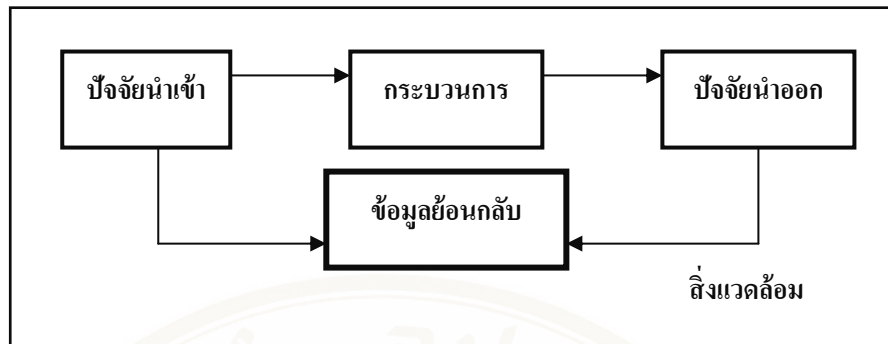 ปัจจัยนำเข้า
กระบวนการ
ปัจจัยนำออก
ข้อมูลย้อนกลับ
สิ่งแวดล้อม